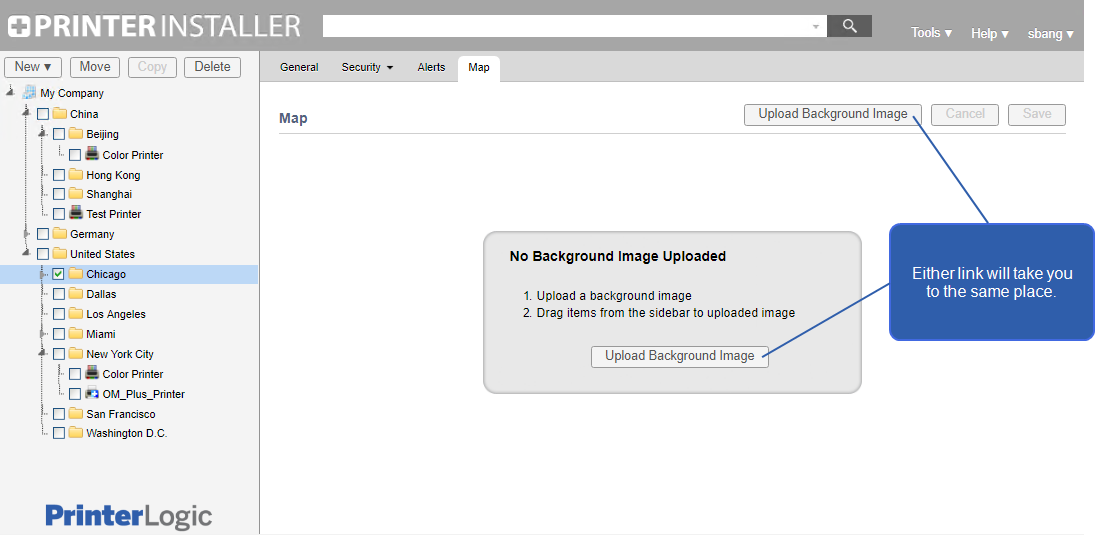 PRINTERINSTALLER
Tools ▾ Help ▾ sbang ▾
New ▾ Move Copy Delete
General Security ▾ Alerts Map
My Company
China
Beijing
Color Printer
Hong Kong
Shanghai
Test Printer
Germany
United States
Chicago
Dallas
Los Angeles
Miami
New York City
Color Printer
OM_Plus_Printer
San Francisco
Washington D.C.
PrinterLogic
Map Upload Background Image Cancel Save
No Background Image Uploaded
1. Upload a background image
2. Drag items from the sidebar to uploaded image
Upload Background Image
Either link will take you
to the same place.